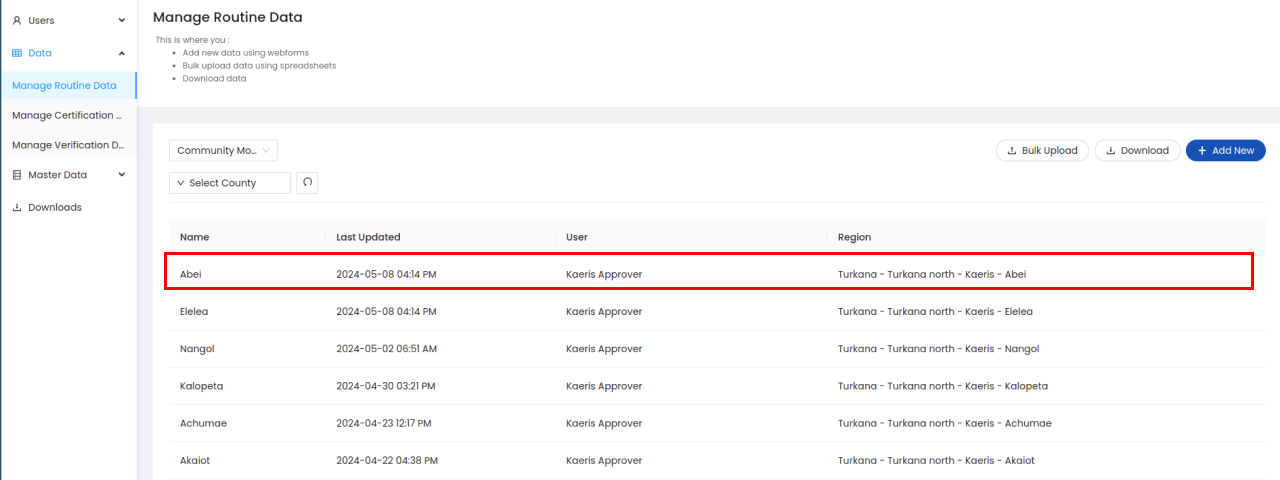 Users
Data
Manage Routine Data
Manage Certification ...
Manage Verification D...
Master Data
Downloads
Manage Routine Data
This is where you :
• Add new data using webforms
• Bulk upload data using spreadsheets
• Download data
Community Mo...
Bulk Upload
Download
+ Add New
Select County
Name Last Updated User Region
Abei 2024-05-08 04:14 PM Kaeris Approver Turkana - Turkana north - Kaeris - Abei
Elelea 2024-05-08 04:14 PM Kaeris Approver Turkana - Turkana north - Kaeris - Elelea
Nangol 2024-05-02 06:51 AM Kaeris Approver Turkana - Turkana north - Kaeris - Nangol
Kalopeta 2024-04-30 03:21 PM Kaeris Approver Turkana - Turkana north - Kaeris - Kalopeta
Achumae 2024-04-23 12:17 PM Kaeris Approver Turkana - Turkana north - Kaeris - Achumae
Akaiot 2024-04-22 04:38 PM Kaeris Approver Turkana - Turkana north - Kaeris - Akaiot